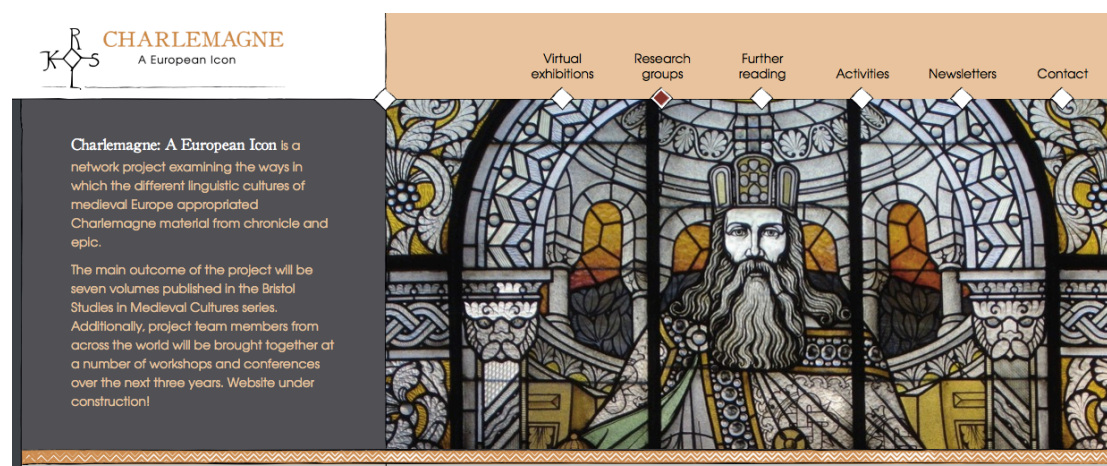 R
K S
L
CHARLEMAGNE
A European Icon
Virtual
exhibitions
Research
groups
Further
reading
Activities
Newsletters
Contact
Charlemagne: A European Icon is a
network project examining the ways in
which the different linguistic cultures of
medieval Europe appropriated
Charlemagne material from chronicle and
epic.
The main outcome of the project will be
seven volumes published in the Bristol
Studies in Medieval Cultures series.
Additionally, project team members from
across the world will be brought together at
a number of workshops and conferences
over the next three years. Website under
construction!